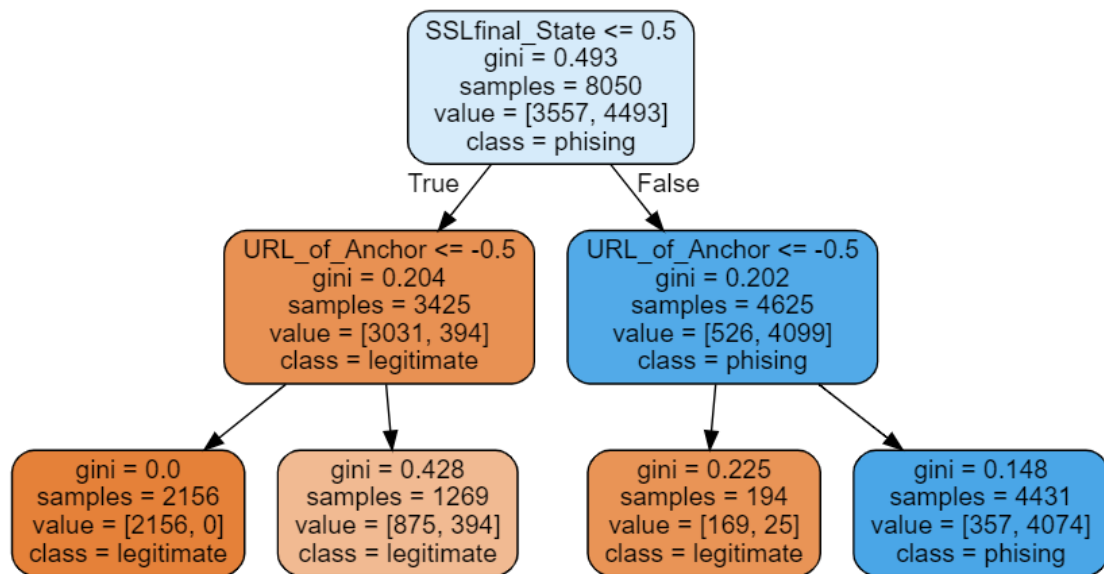 SSLfinal_State <= 0.5
gini = 0.493
samples = 8050
value = [3557, 4493]
class = phising
True
False
URL_of_Anchor <= -0.5
gini = 0.204
samples = 3425
value = [3031, 394]
class = legitimate
URL_of_Anchor <= -0.5
gini = 0.202
samples = 4625
value = [526, 4099]
class = phising
gini = 0.0
samples = 2156
value = [2156, 0]
class = legitimate
gini = 0.428
samples = 1269
value = [875, 394]
class = legitimate
gini = 0.225
samples = 194
value = [169, 25]
class = legitimate
gini = 0.148
samples = 4431
value = [357, 4074]
class = phising